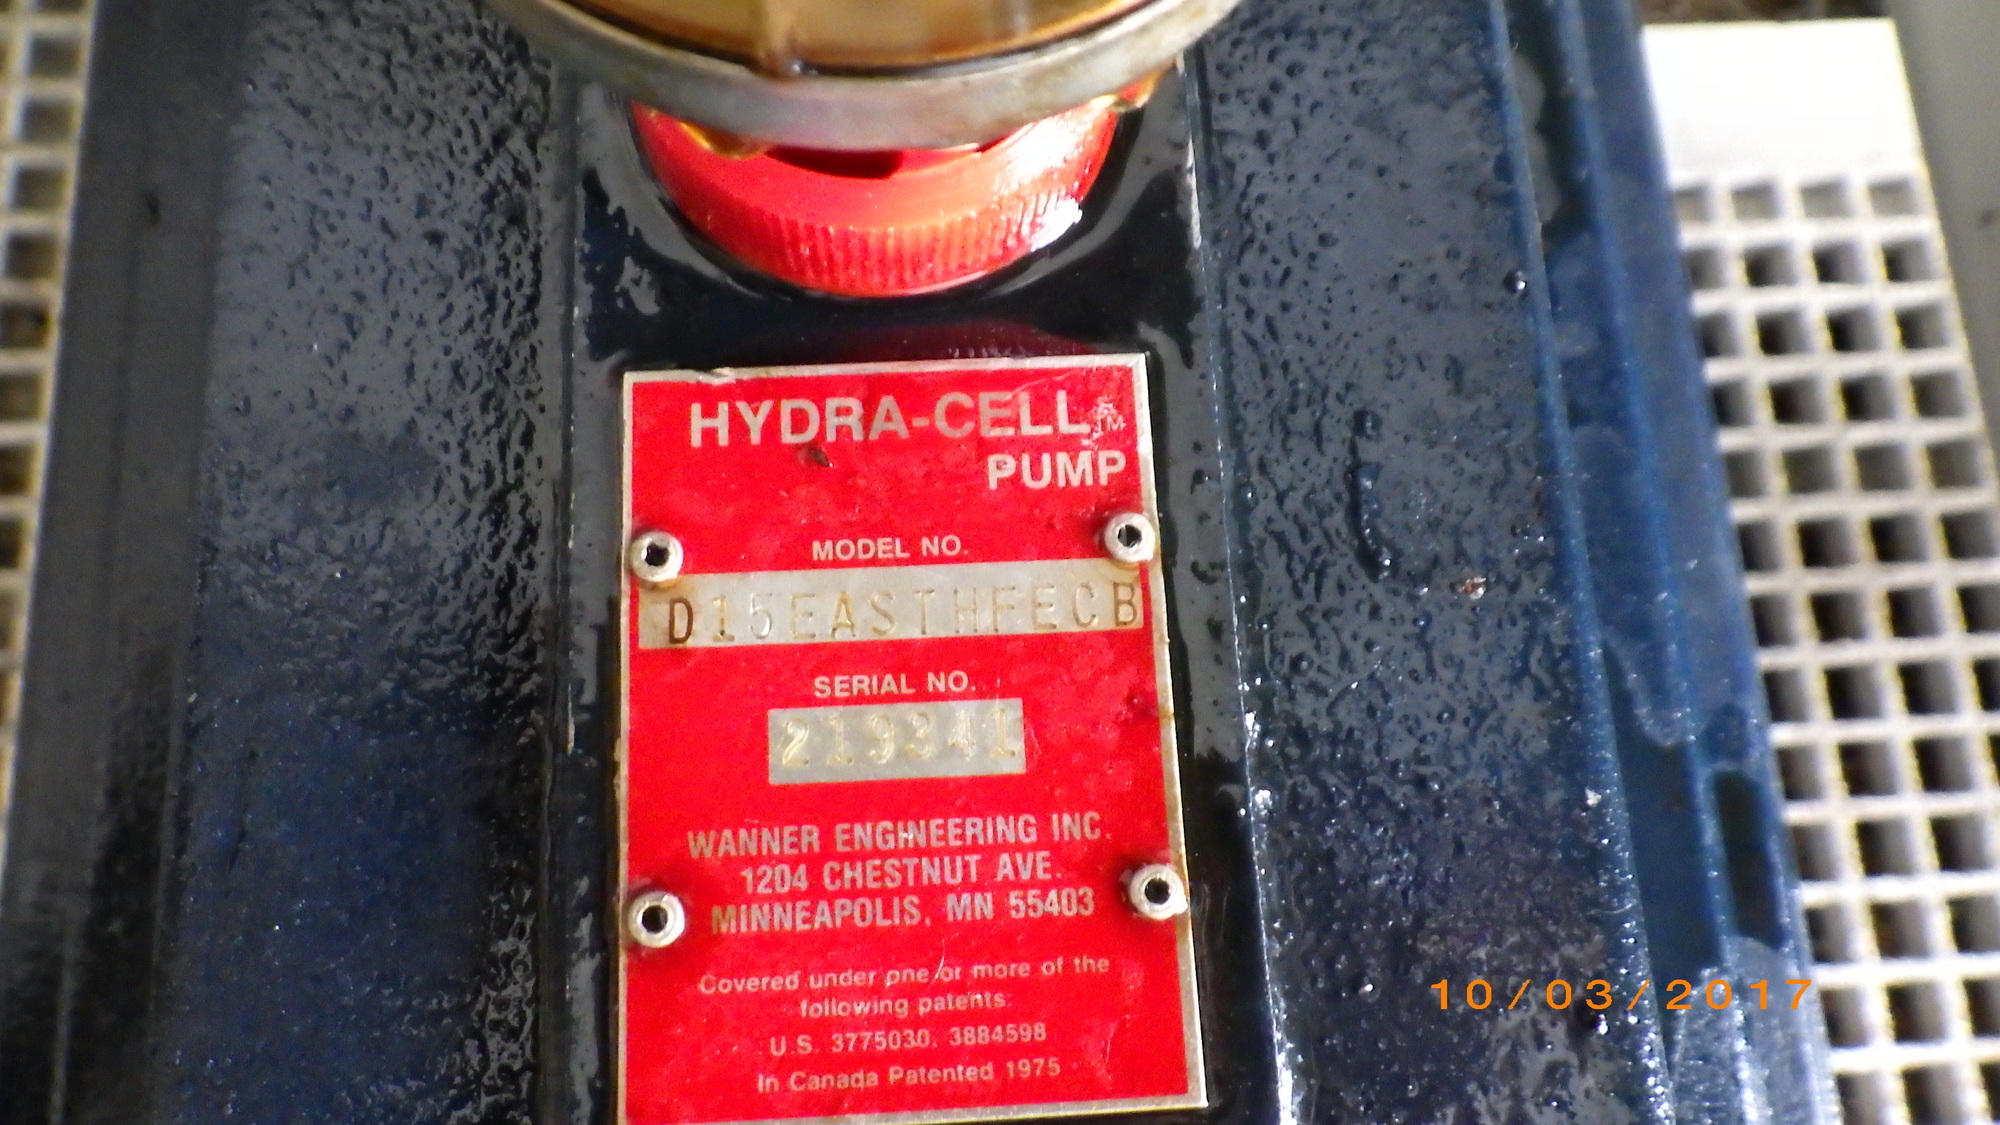 HYDRA-CELL™
PUMP
MODEL NO.
D15EASTHFECB
SERIAL NO.
219341
WANNER ENGINEERING INC.
1204 CHESTNUT AVE.
MINNEAPOLIS, MN 55403
Covered under one or more of the
following patents:
U.S. 3775030, 3884598
In Canada Patented 1975
10/03/2017